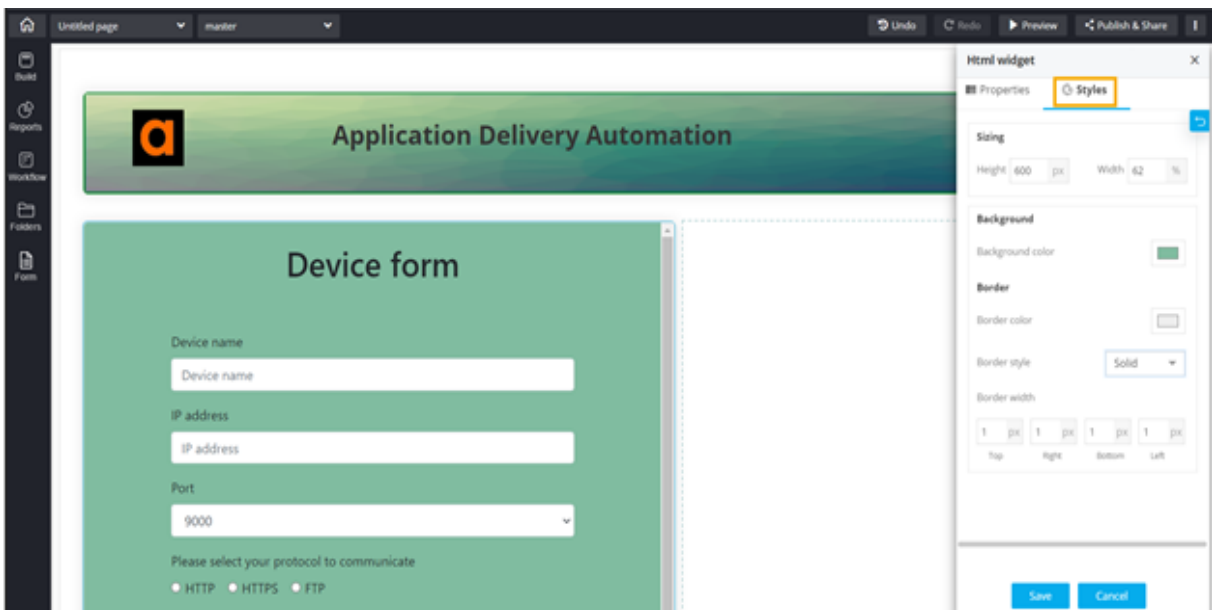 Untitled page master Undo Redo Preview Publish & Share
Build
Reports
Workflow
Folders
Form
a
Application Delivery Automation
Device form
Device name
Device name
IP address
IP address
Port
9000
Please select your protocol to communicate
HTTP HTTPS FTP
Html widget X
Properties Styles
Sizing
Height 600 px Width 62 %
Background
Background color
Border
Border color
Border style Solid
Border width
1 px 1 px 1 px 1 px
Top Right Bottom Left
Save Cancel